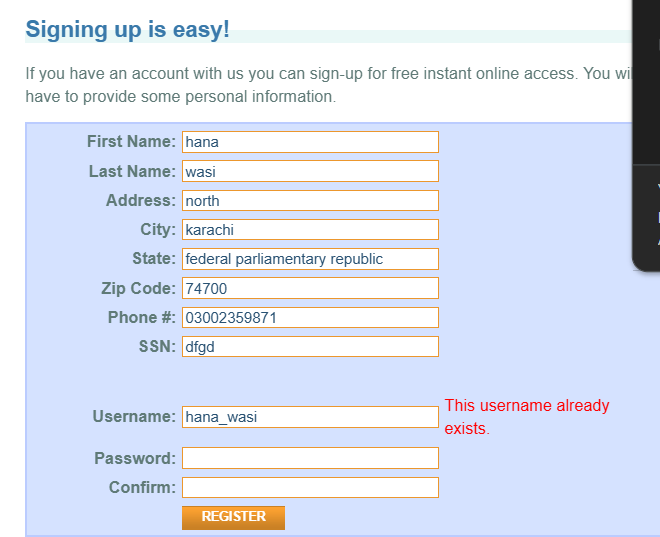 Signing up is easy!
If you have an account with us you can sign-up for free instant online access. You
have to provide some personal information.
First Name: hana
Last Name: wasi
Address: north
City: karachi
State: federal parliamentary republic
Zip Code: 74700
Phone #: 03002359871
SSN: dfgd
Username: hana_wasi This username already
exists.
Password:
Confirm:
REGISTER